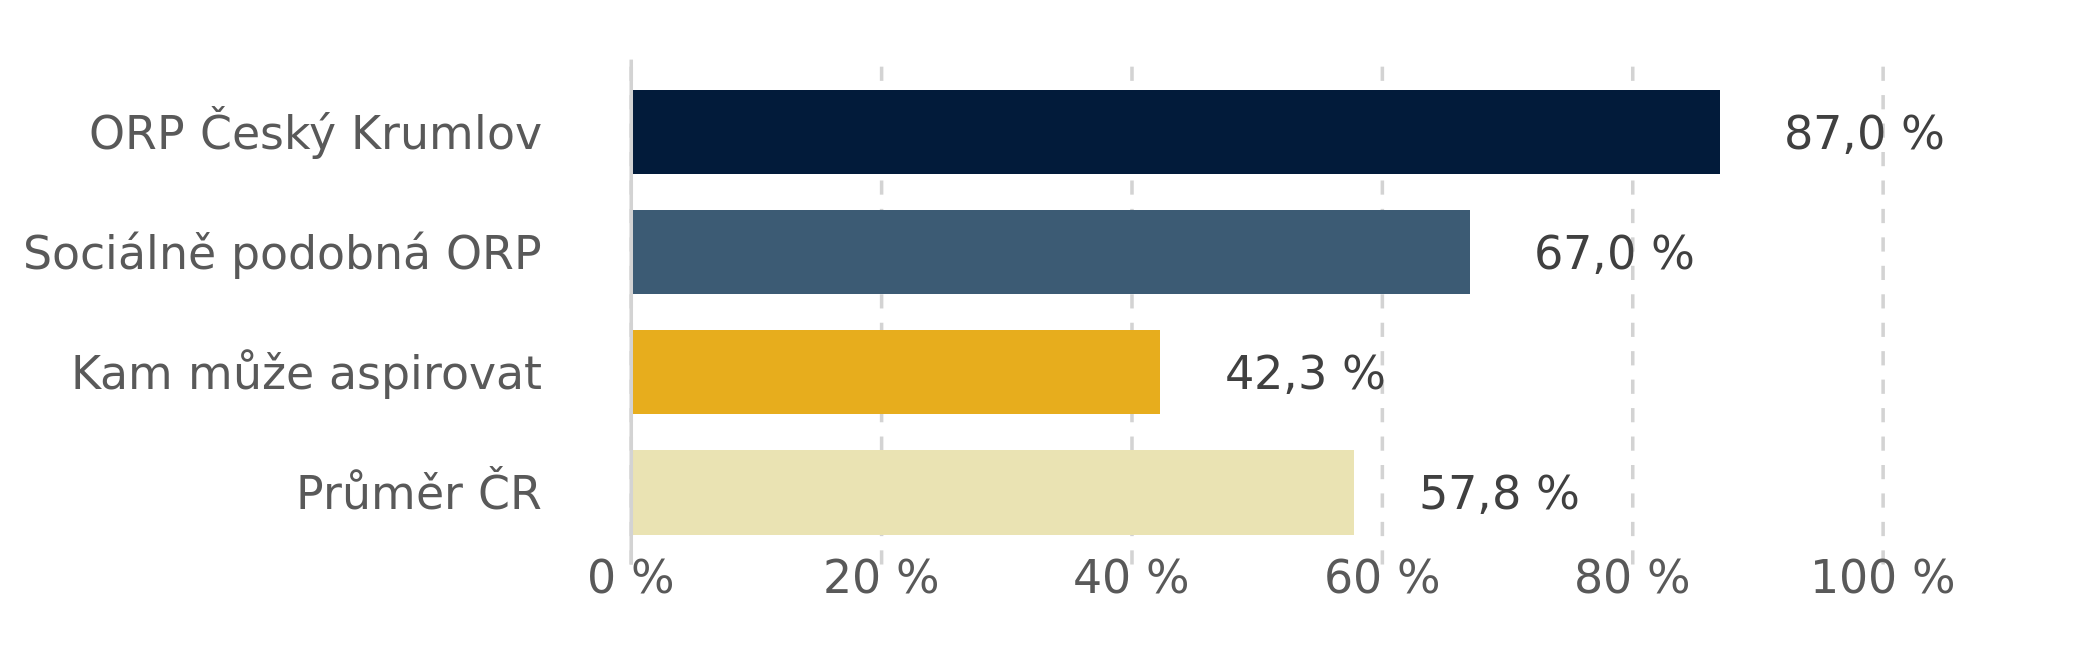 ORP Český Krumlov 87,0 %
Sociálně podobná ORP 67,0 %
Kam může aspirovat 42,3 %
Průměr ČR 57,8 %
0 % 20 % 40 % 60 % 80 % 100 %